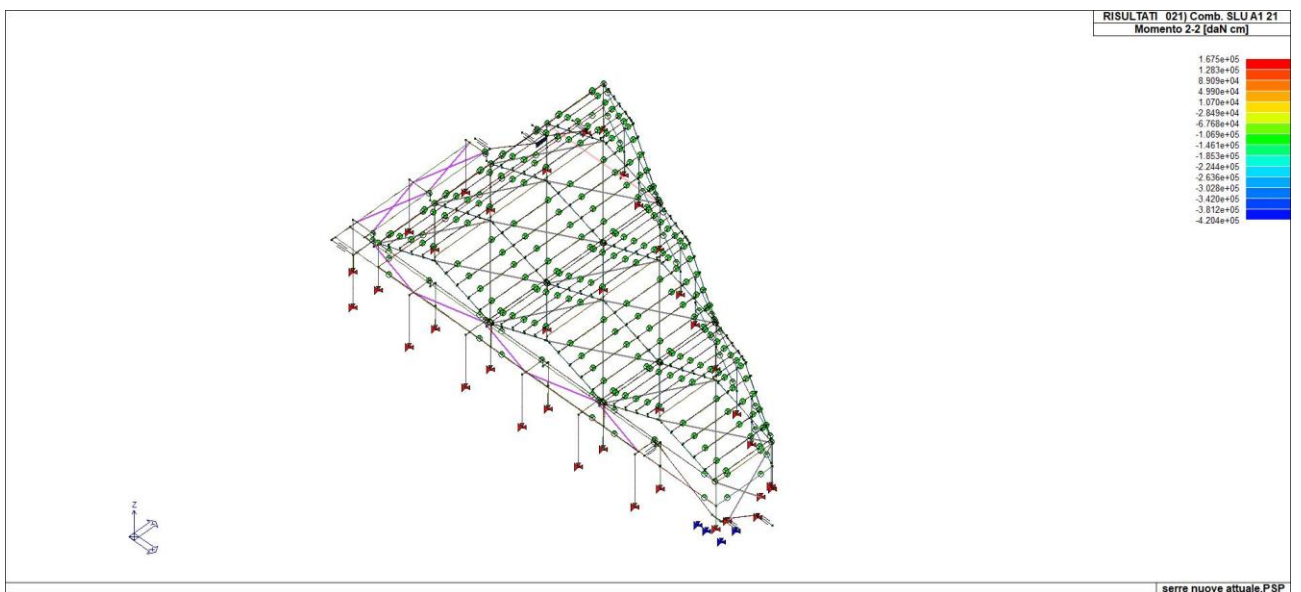 RISULTATI 021) Comb. SLU A1 21
Momento 2-2 [daN cm]
1.675e+05
1.283e+05
8.909e+04
4.990e+04
1.070e+04
-2.849e+04
-6.768e+04
-1.069e+05
-1.461e+05
-1.853e+05
-2.244e+05
-2.636e+05
-3.028e+05
-3.420e+05
-3.812e+05
-4.204e+05
Z
serre nuove attuale.PSP